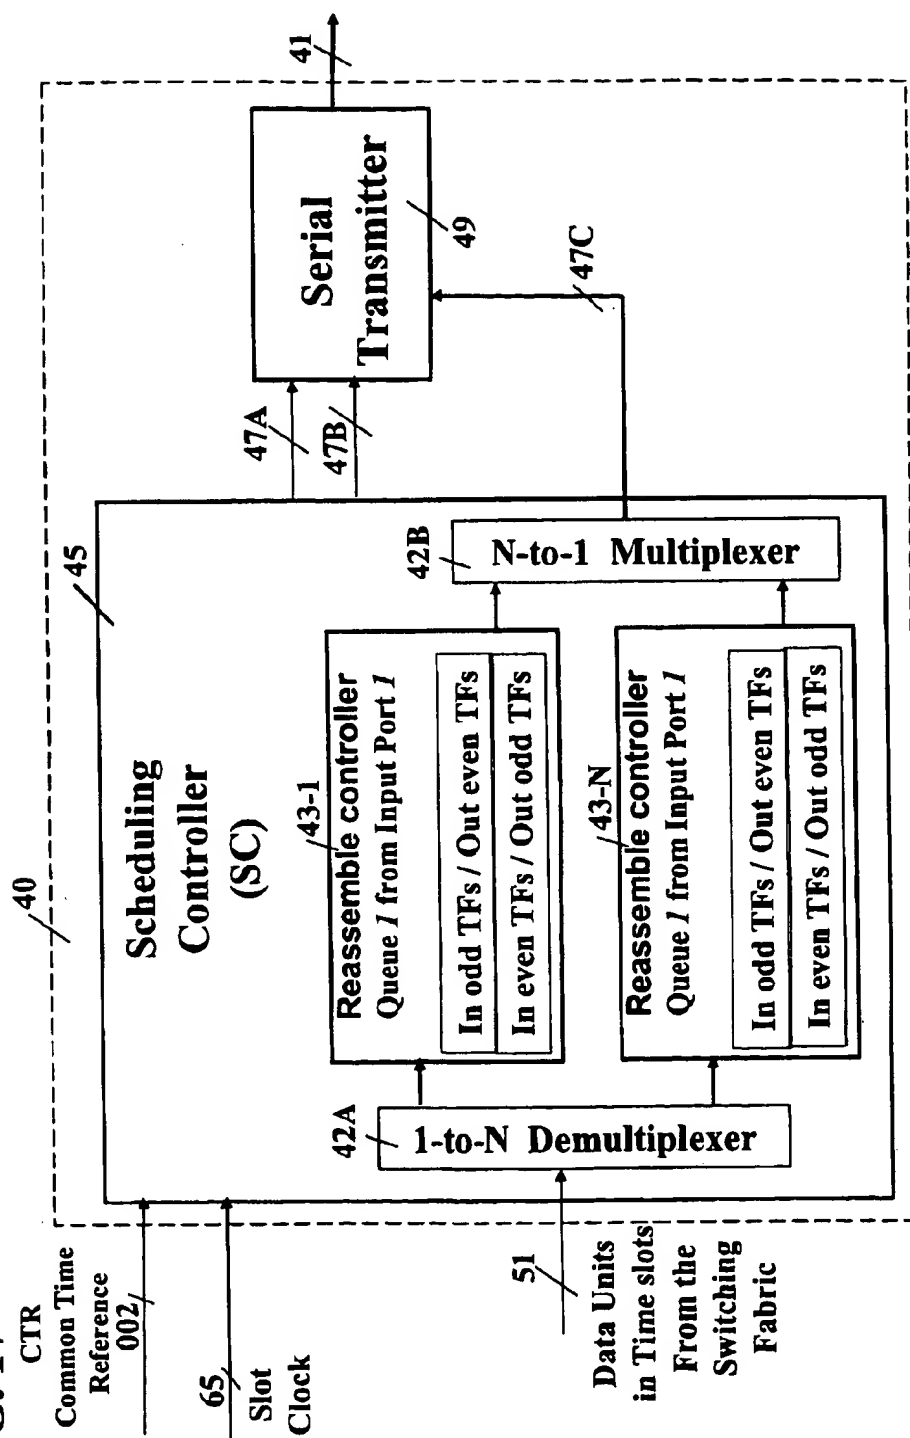 CTR
Common Time
Reference
002
65
Slot
Clock
51
Data Units
in Time slots
From the
Switching
Fabric
40
45
Scheduling
Controller
(SC)
42A
1-to-N Demultiplexer
43-1
Reassemble controller
Queue 1 from Input Port 1
In odd TFs / Out even TFs
In even TFs / Out odd TFs
43-N
Reassemble controller
Queue 1 from Input Port 1
In odd TFs / Out even TFs
In even TFs / Out odd TFs
42B
N-to-1 Multiplexer
47A
47B
47C
Serial
Transmitter
49
41